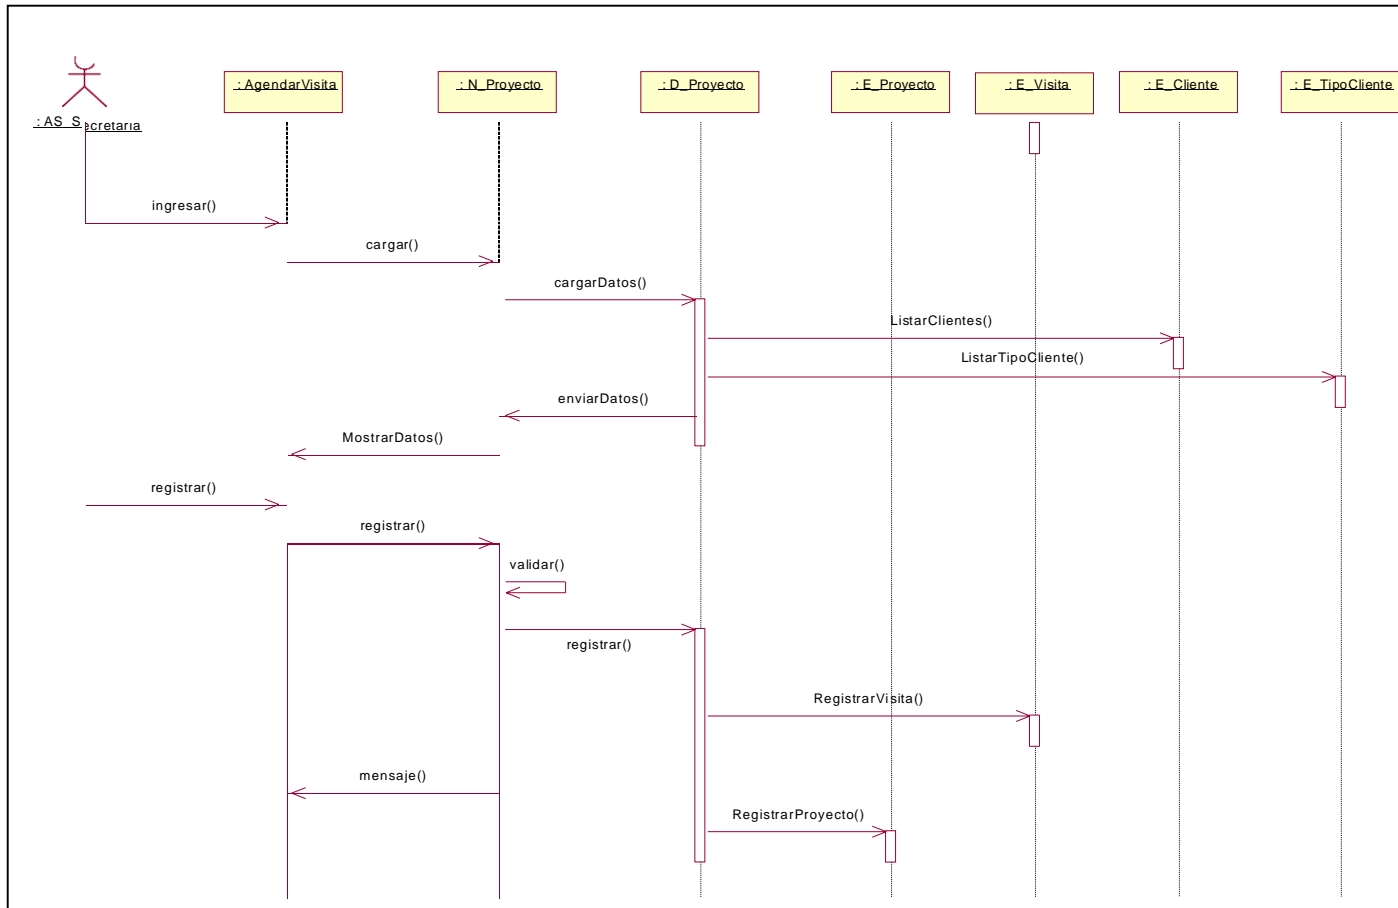 : AgendarVisita
: N_Proyecto
: D_Proyecto
: E_Proyecto
: E_Visita
: E_Cliente
: E_TipoCliente
: AS_Secretaria
ingresar()
cargar()
cargarDatos()
ListarClientes()
ListarTipoCliente()
enviarDatos()
MostrarDatos()
registrar()
registrar()
validar()
registrar()
RegistrarVisita()
mensaje()
RegistrarProyecto()